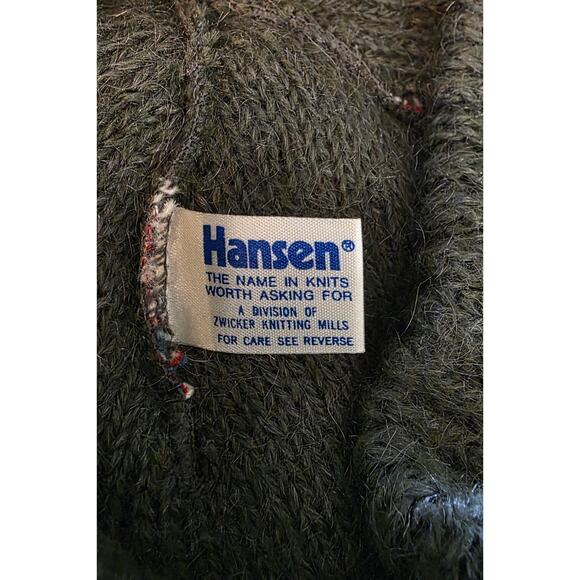 Hansen®
THE NAME IN KNITS
WORTH ASKING FOR
A DIVISION OF
ZWICKER KNITTING MILLS
FOR CARE SEE REVERSE